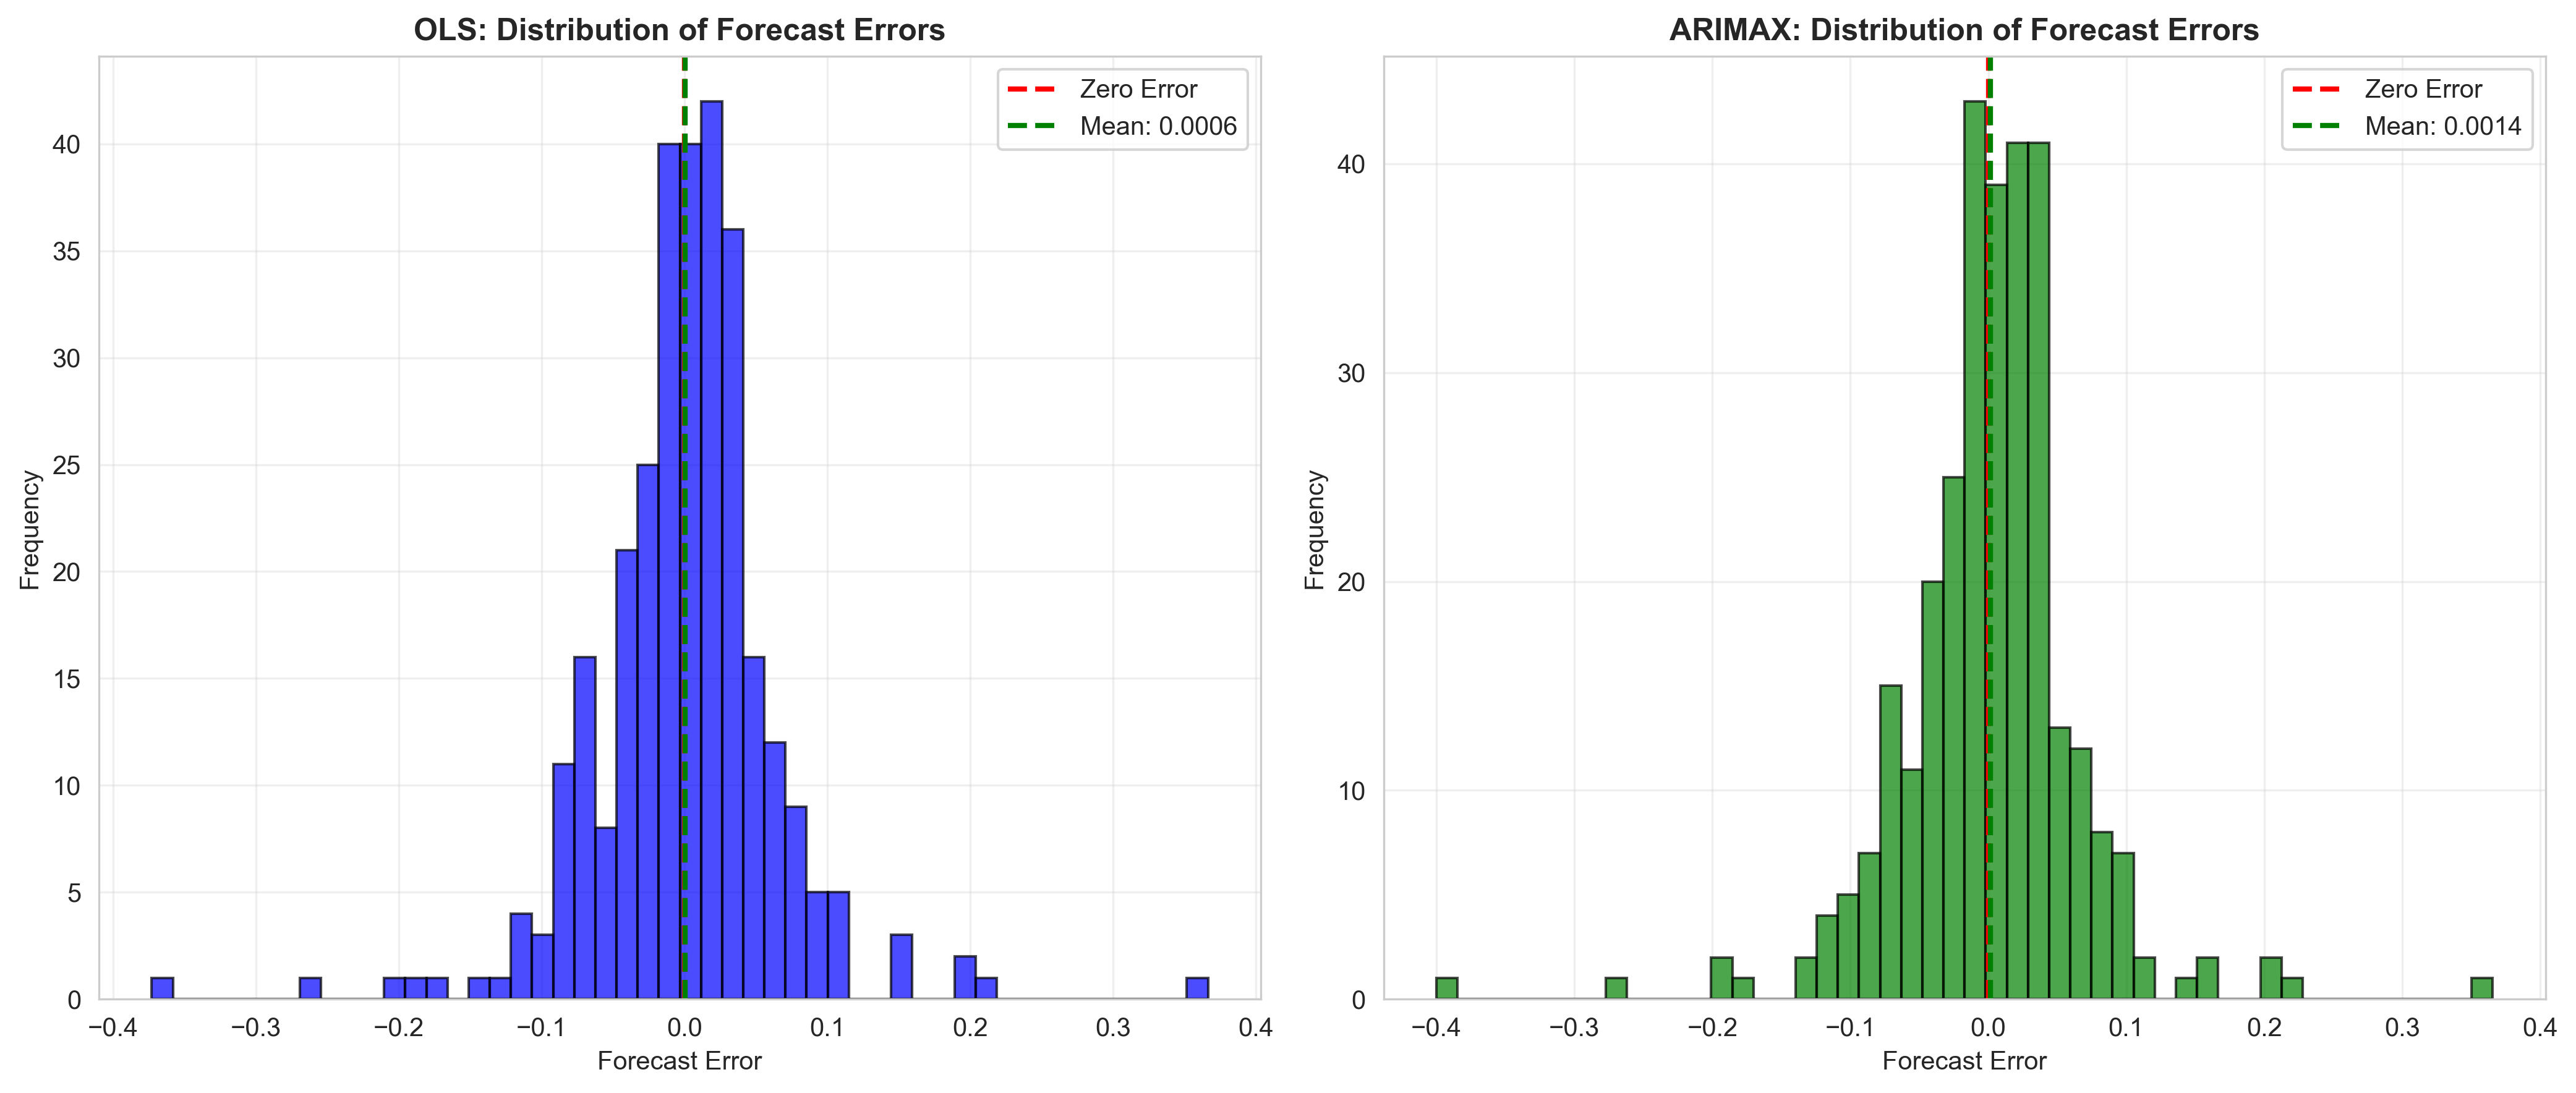 OLS: Distribution of Forecast Errors
Zero Error
Mean: 0.0006
Frequency
40
35
30
25
20
15
10
5
0
−0.4 −0.3 −0.2 −0.1 0.0 0.1 0.2 0.3 0.4
Forecast Error
ARIMAX: Distribution of Forecast Errors
Zero Error
Mean: 0.0014
Frequency
40
30
20
10
0
−0.4 −0.3 −0.2 −0.1 0.0 0.1 0.2 0.3 0.4
Forecast Error